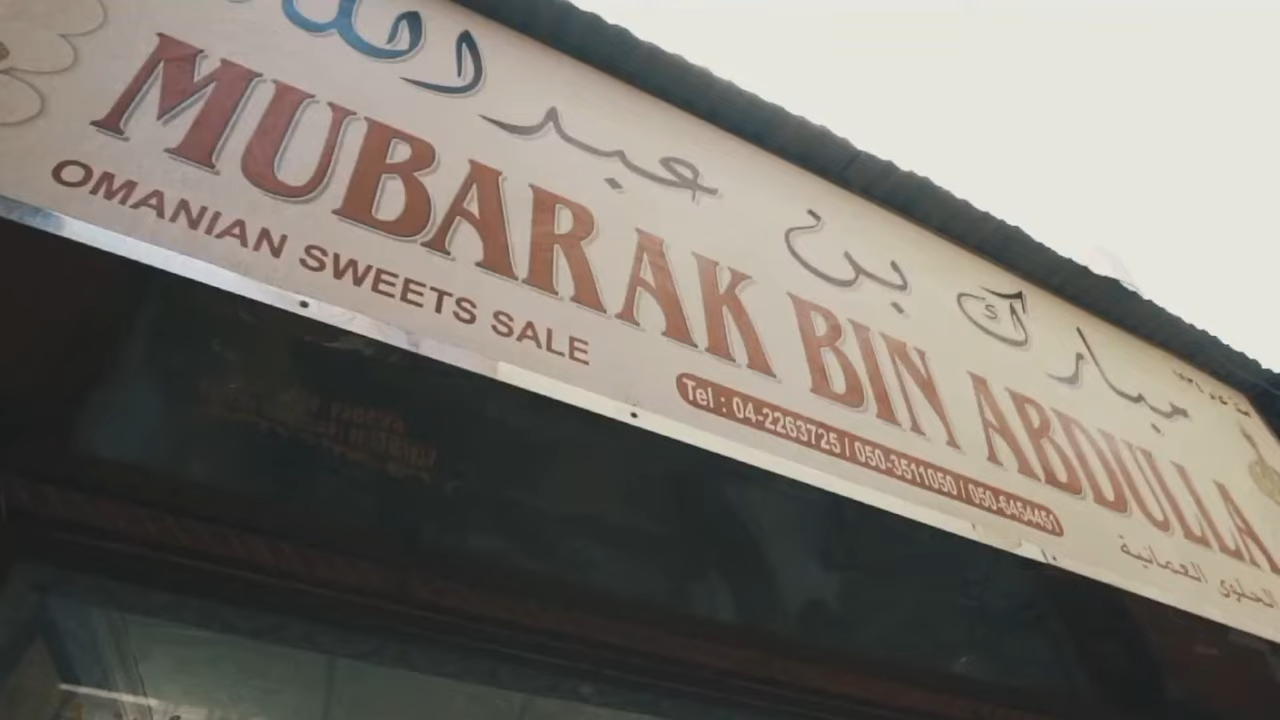 مبارك بن عبد الله
MUBARAK BIN ABDULLA
OMANIAN SWEETS SALE
Tel : 04-2263725 / 050-3511050 / 050-6454451
الحلوى العمانية